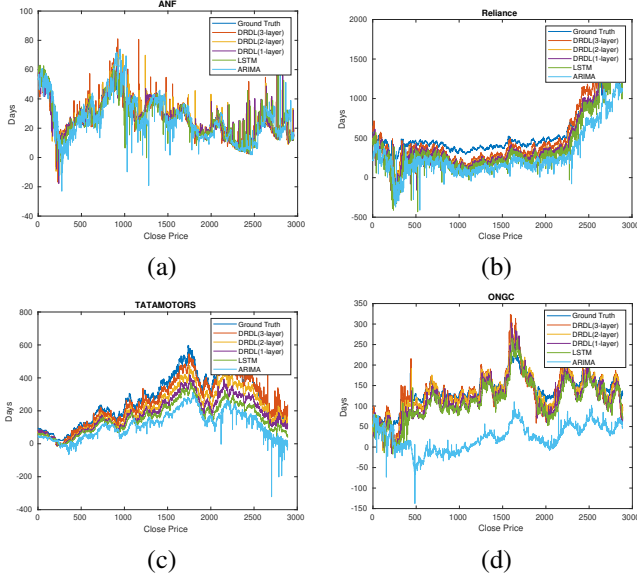 ANF
100
80
60
40
20
0
-20
-40
Days
0 500 1000 1500 2000 2500 3000
Close Price
Ground Truth
DRDL(3-layer)
DRDL(2-layer)
DRDL(1-layer)
LSTM
ARIMA
(a)
Reliance
2000
1500
1000
500
0
-500
Days
0 500 1000 1500 2000 2500 3000
Close Price
Ground Truth
DRDL(3-layer)
DRDL(2-layer)
DRDL(1-layer)
LSTM
ARIMA
(b)
TATAMOTORS
800
600
400
200
0
-200
-400
Days
0 500 1000 1500 2000 2500 3000
Close Price
Ground Truth
DRDL(3-layer)
DRDL(2-layer)
DRDL(1-layer)
LSTM
ARIMA
(c)
ONGC
350
300
250
200
150
100
50
0
-50
-100
-150
Days
0 500 1000 1500 2000 2500 3000
Close Price
Ground Truth
DRDL(3-layer)
DRDL(2-layer)
DRDL(1-layer)
LSTM
ARIMA
(d)